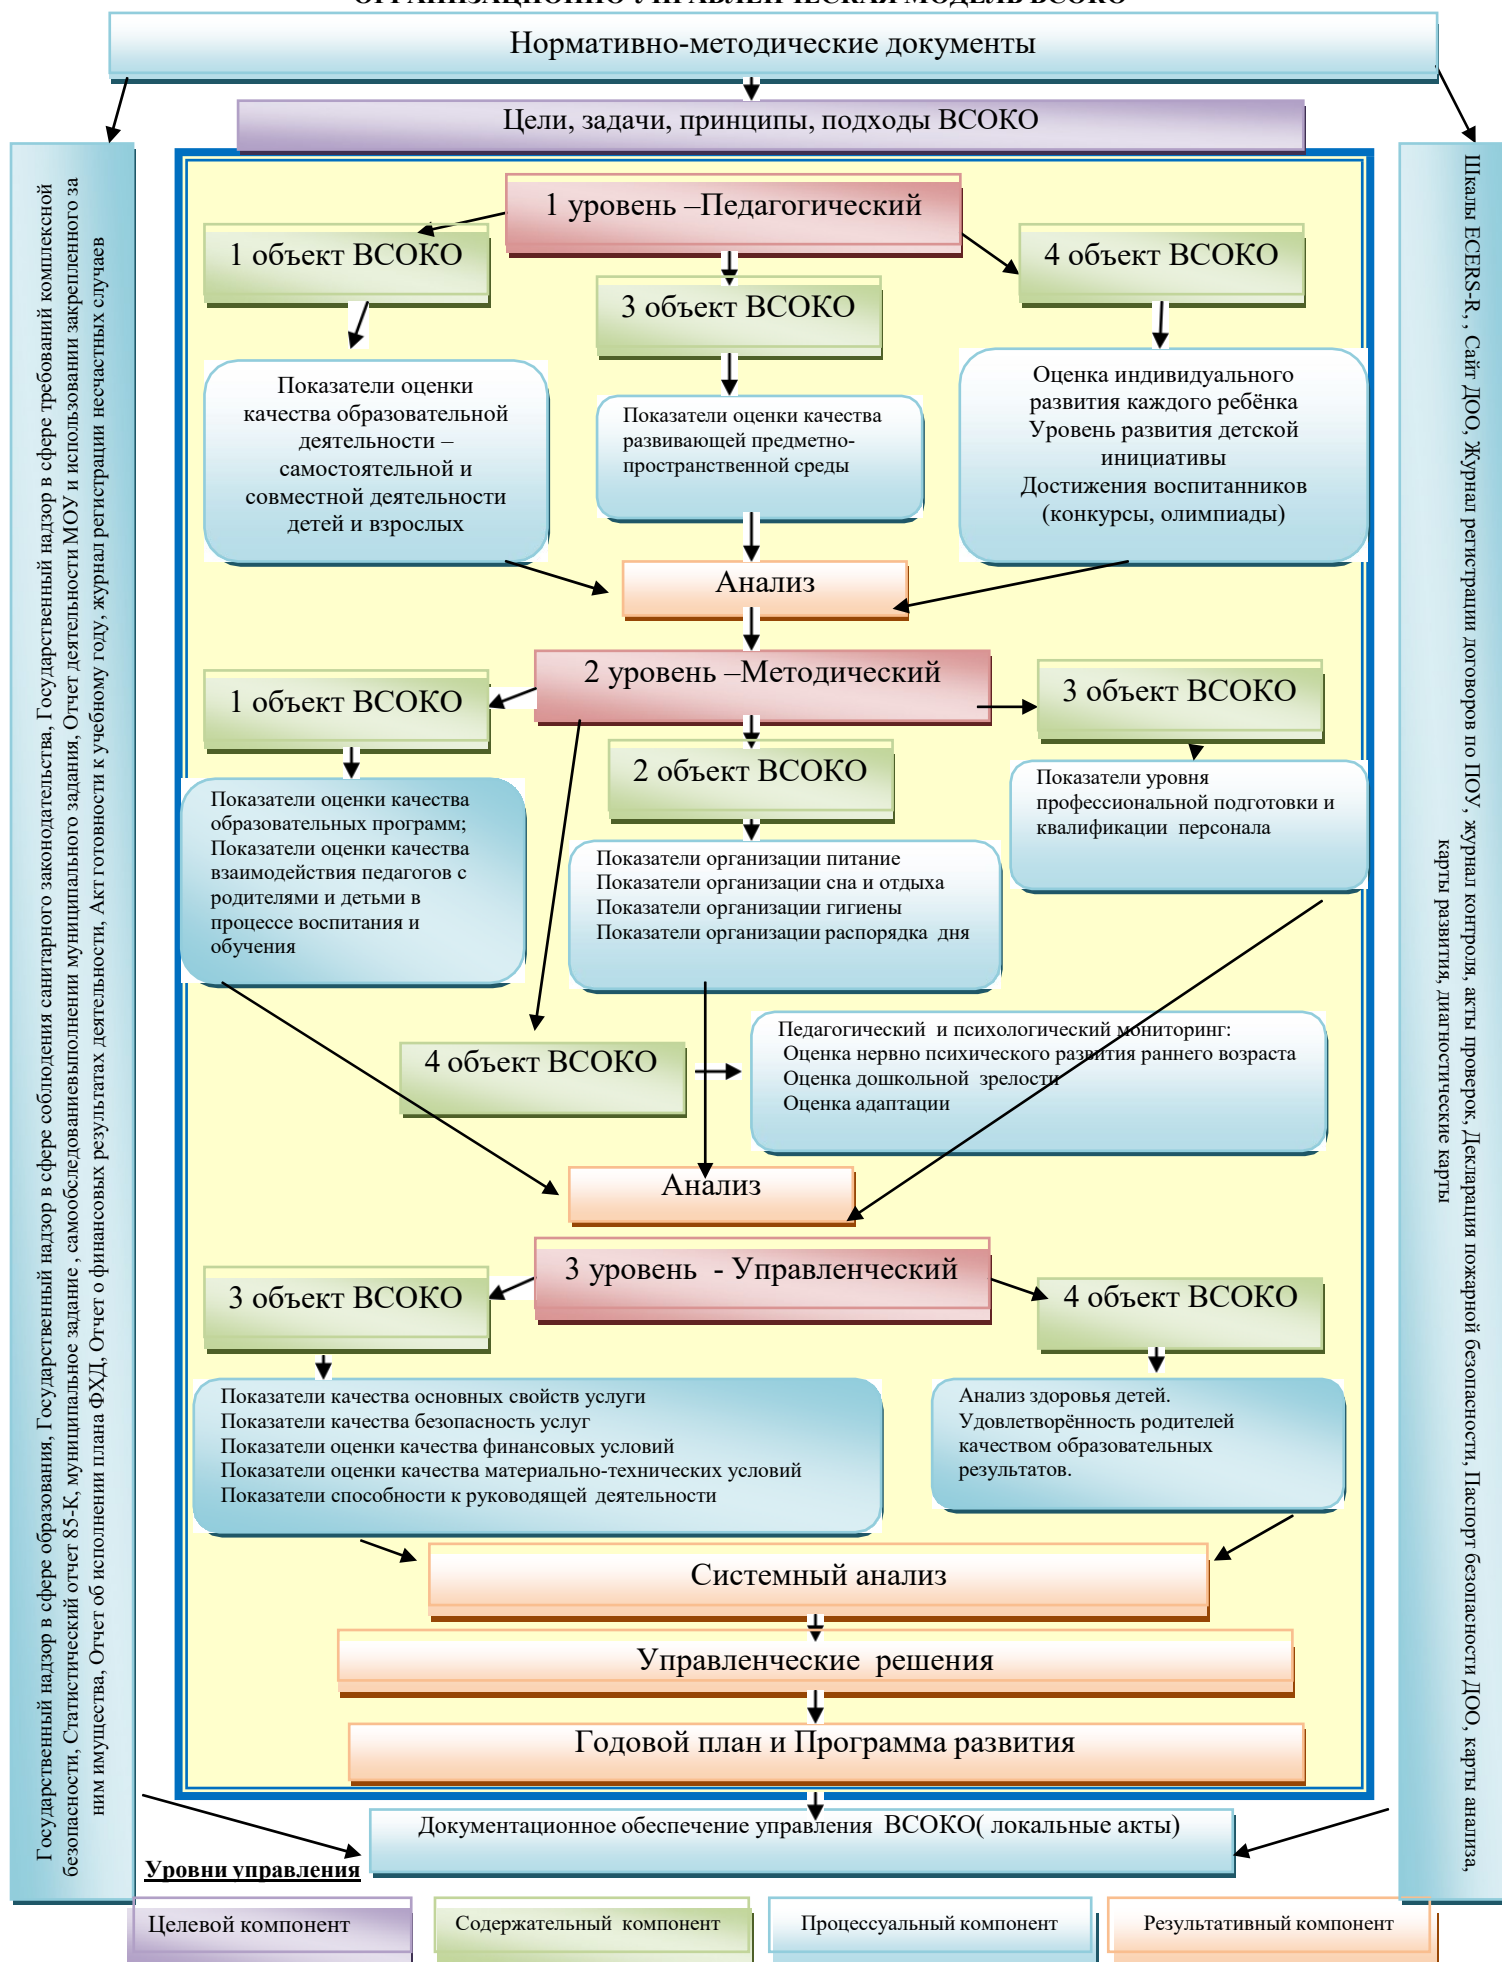 ОРГАНИЗАЦИОННО-УПРАВЛЕНЧЕСКАЯ МОДЕЛЬ ВСОКО
Нормативно-методические документы
Цели, задачи, принципы, подходы ВСОКО
Государственный надзор в сфере образования, Государственный надзор в сфере соблюдения санитарного законодательства, Государственный надзор в сфере требований комплексной
безопасности, Статистический отчет 85-К, муниципальное задание , самообследованиевыполнении муниципального задания, Отчет деятельности МОУ и использовании закрепленного за
ним имущества, Отчет об исполнении плана ФХД, Отчет о финансовых результатах деятельности, Акт готовности к учебному году, журнал регистрации несчастных случаев
1 уровень –Педагогический
1 объект ВСОКО
3 объект ВСОКО
4 объект ВСОКО
Показатели оценки
качества образовательной
деятельности –
самостоятельной и
совместной деятельности
детей и взрослых
Показатели оценки качества
развивающей предметно-
пространственной среды
Оценка индивидуального
развития каждого ребёнка
Уровень развития детской
инициативы
Достижения воспитанников
(конкурсы, олимпиады)
Анализ
2 уровень –Методический
1 объект ВСОКО
2 объект ВСОКО
3 объект ВСОКО
Показатели оценки качества
образовательных программ;
Показатели оценки качества
взаимодействия педагогов с
родителями и детьми в
процессе воспитания и
обучения
Показатели организации питание
Показатели организации сна и отдыха
Показатели организации гигиены
Показатели организации распорядка дня
Показатели уровня
профессиональной подготовки и
квалификации персонала
4 объект ВСОКО
Педагогический и психологический мониторинг:
Оценка нервно психического развития раннего возраста
Оценка дошкольной зрелости
Оценка адаптации
Анализ
3 уровень - Управленческий
3 объект ВСОКО
4 объект ВСОКО
Показатели качества основных свойств услуги
Показатели качества безопасность услуг
Показатели оценки качества финансовых условий
Показатели оценки качества материально-технических условий
Показатели способности к руководящей деятельности
Анализ здоровья детей.
Удовлетворённость родителей
качеством образовательных
результатов.
Системный анализ
Управленческие решения
Годовой план и Программа развития
Шкалы ECERS-R, , Сайт ДОО, Журнал регистрации договоров по ПОУ, журнал контроля, акты проверок, Декларация пожарной безопасности, Паспорт безопасности ДОО, карты анализа,
карты развития, диагностические карты
Документационное обеспечение управления ВСОКО( локальные акты)
Уровни управления
Целевой компонент
Содержательный компонент
Процессуальный компонент
Результативный компонент